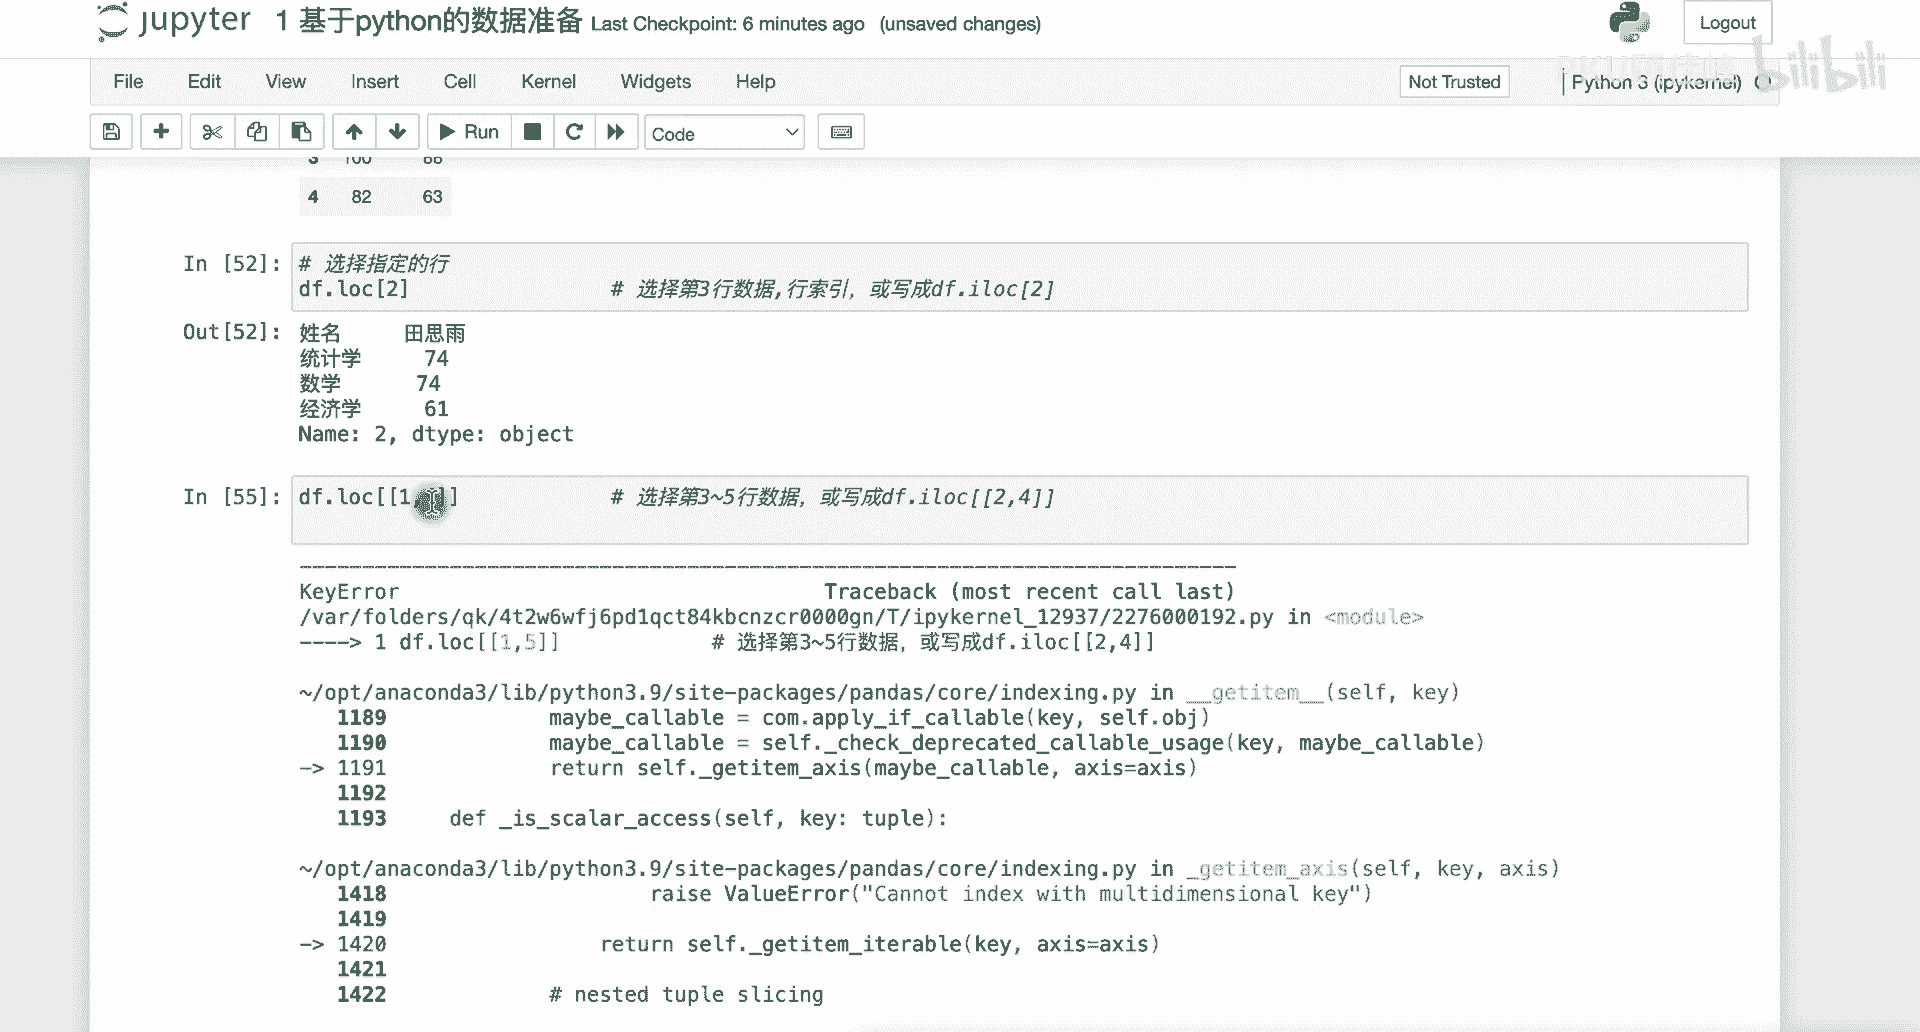 jupyter 1 基于python的数据准备 Last Checkpoint: 6 minutes ago (unsaved changes)
Logout
File Edit View Insert Cell Kernel Widgets Help
Not Trusted
Python 3 (ipykernel)
bilibili
Run
Code
3 100 88
4 82 63
In [52]: # 选择指定的行
df.loc[2] # 选择第3行数据,行索引，或写成df.iloc[2]
Out[52]: 姓名 田思雨
统计学 74
数学 74
经济学 61
Name: 2, dtype: object
In [55]: df.loc[[1, ]] # 选择第3~5行数据，或写成df.iloc[[2,4]]
---------------------------------------------------------------------------
KeyError Traceback (most recent call last)
/var/folders/qk/4t2w6wfj6pd1qct84kbcnzcr0000gn/T/ipykernel_12937/2276000192.py in <module>
----> 1 df.loc[[1,5]] # 选择第3~5行数据，或写成df.iloc[[2,4]]
~/opt/anaconda3/lib/python3.9/site-packages/pandas/core/indexing.py in __getitem__(self, key)
1189 maybe_callable = com.apply_if_callable(key, self.obj)
1190 maybe_callable = self._check_deprecated_callable_usage(key, maybe_callable)
-> 1191 return self._getitem_axis(maybe_callable, axis=axis)
1192
1193 def _is_scalar_access(self, key: tuple):
~/opt/anaconda3/lib/python3.9/site-packages/pandas/core/indexing.py in _getitem_axis(self, key, axis)
1418 raise ValueError("Cannot index with multidimensional key")
1419
-> 1420 return self._getitem_iterable(key, axis=axis)
1421
1422 # nested tuple slicing